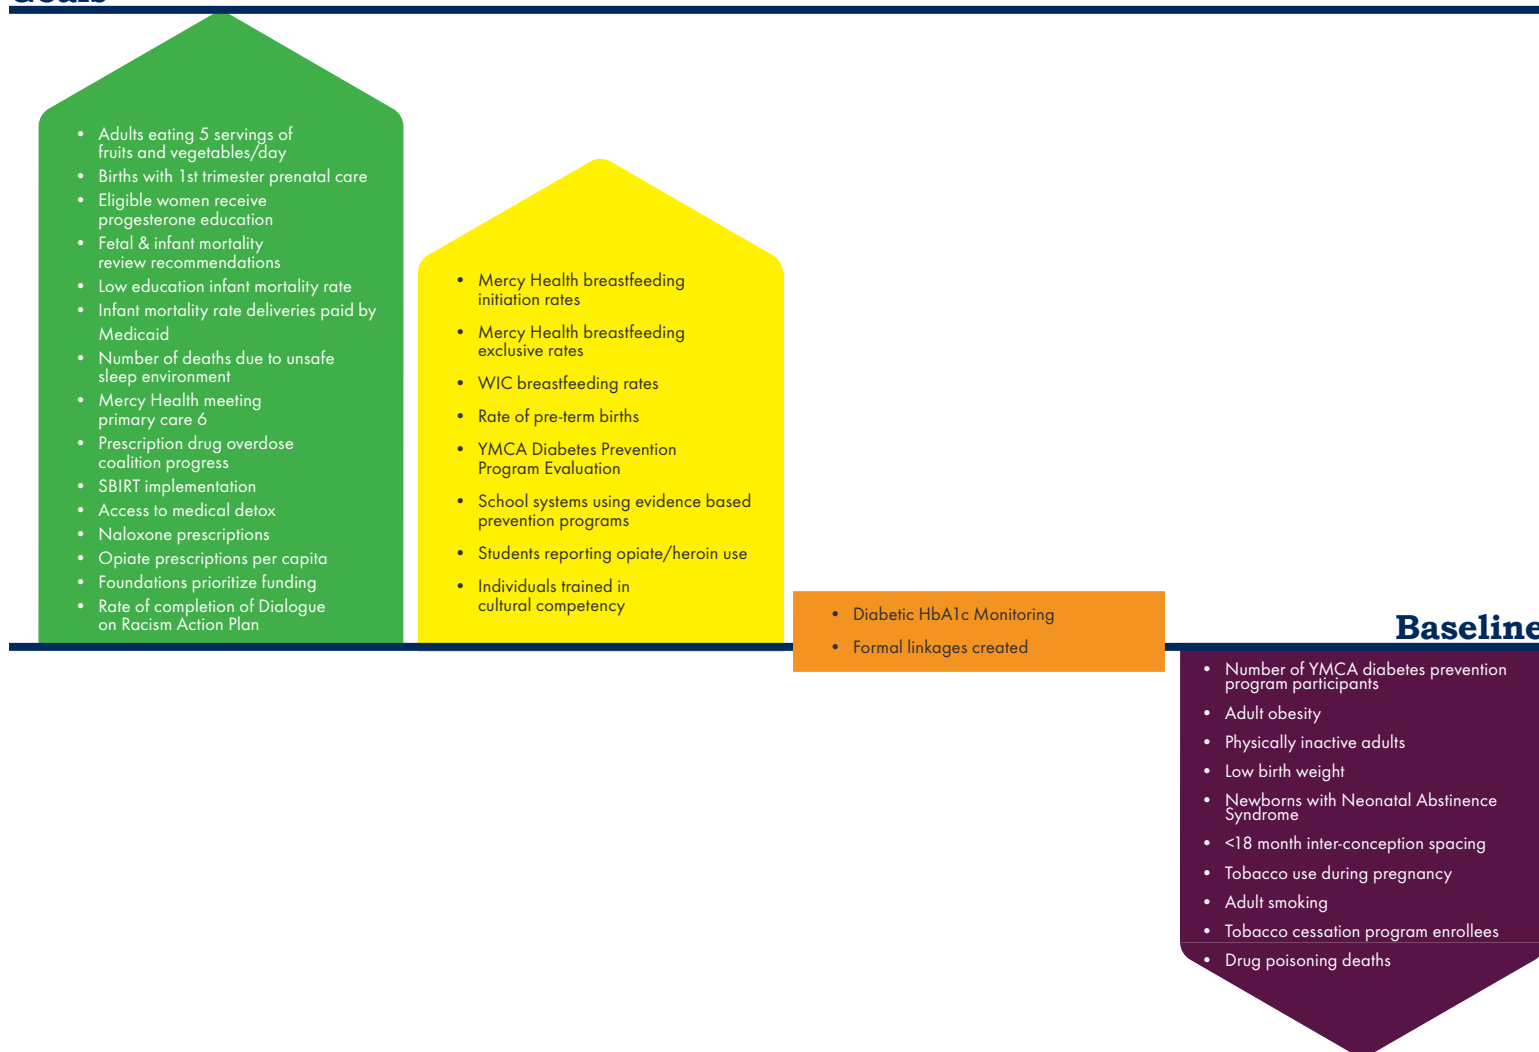 Goals
• Adults eating 5 servings of
fruits and vegetables/day
• Births with 1st trimester prenatal care
• Eligible women receive
progesterone education
• Fetal & infant mortality
review recommendations
• Low education infant mortality rate
• Infant mortality rate deliveries paid by
Medicaid
• Number of deaths due to unsafe
sleep environment
• Mercy Health meeting
primary care 6
• Prescription drug overdose
coalition progress
• SBIRT implementation
• Access to medical detox
• Naloxone prescriptions
• Opiate prescriptions per capita
• Foundations prioritize funding
• Rate of completion of Dialogue
on Racism Action Plan
• Mercy Health breastfeeding
initiation rates
• Mercy Health breastfeeding
exclusive rates
• WIC breastfeeding rates
• Rate of pre-term births
• YMCA Diabetes Prevention
Program Evaluation
• School systems using evidence based
prevention programs
• Students reporting opiate/heroin use
• Individuals trained in
cultural competency
• Diabetic HbA1c Monitoring
• Formal linkages created
Baseline
• Number of YMCA diabetes prevention
program participants
• Adult obesity
• Physically inactive adults
• Low birth weight
• Newborns with Neonatal Abstinence
Syndrome
• <18 month inter-conception spacing
• Tobacco use during pregnancy
• Adult smoking
• Tobacco cessation program enrollees
• Drug poisoning deaths